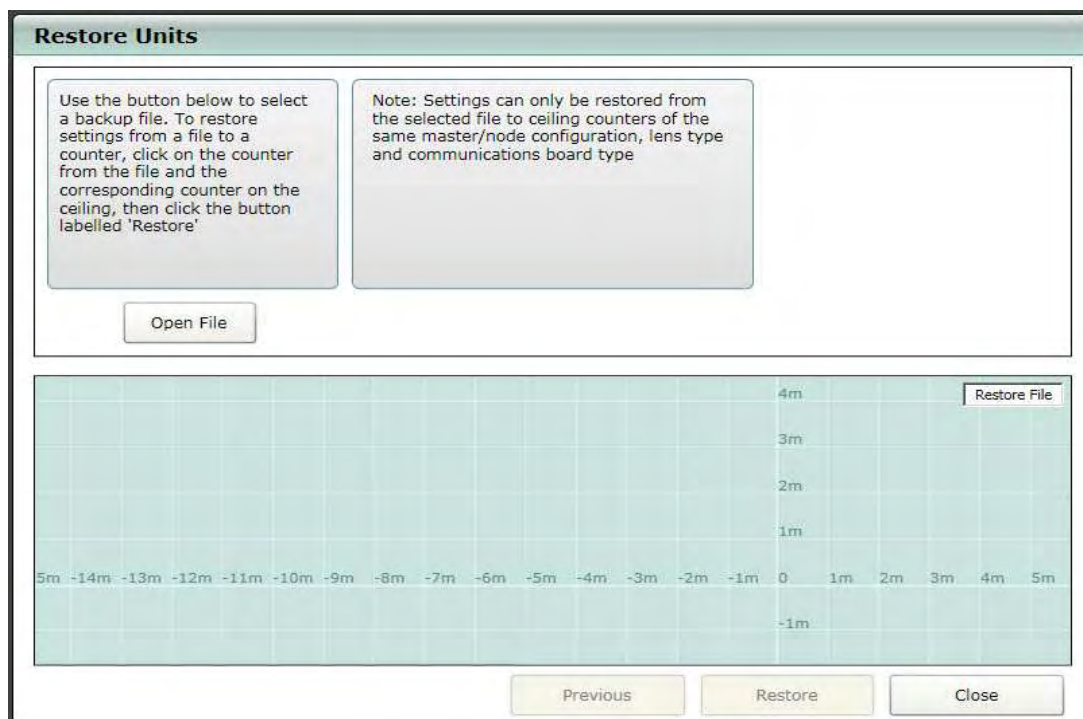 Restore Units
Use the button below to select
a backup file. To restore
settings from a file to a
counter, click on the counter
from the file and the
corresponding counter on the
ceiling, then click the button
labelled 'Restore'
Note: Settings can only be restored from
the selected file to ceiling counters of the
same master/node configuration, lens type
and communications board type
Open File
4m
Restore File
3m
2m
1m
5m -14m -13m -12m -11m -10m -9m -8m -7m -6m -5m -4m -3m -2m -1m 0 1m 2m 3m 4m 5m
-1m
Previous Restore Close